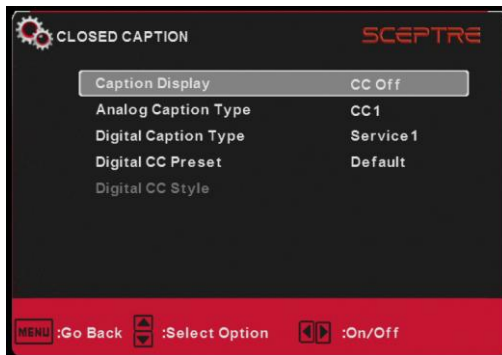 CLOSED CAPTION SCEPTRE
Caption Display CC Off
Analog Caption Type CC1
Digital Caption Type Service1
Digital CC Preset Default
Digital CC Style
MENU :Go Back :Select Option :On/Off